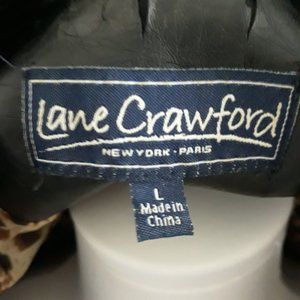 Lane Crawford
NEW YORK · PARIS
L
Made in
China